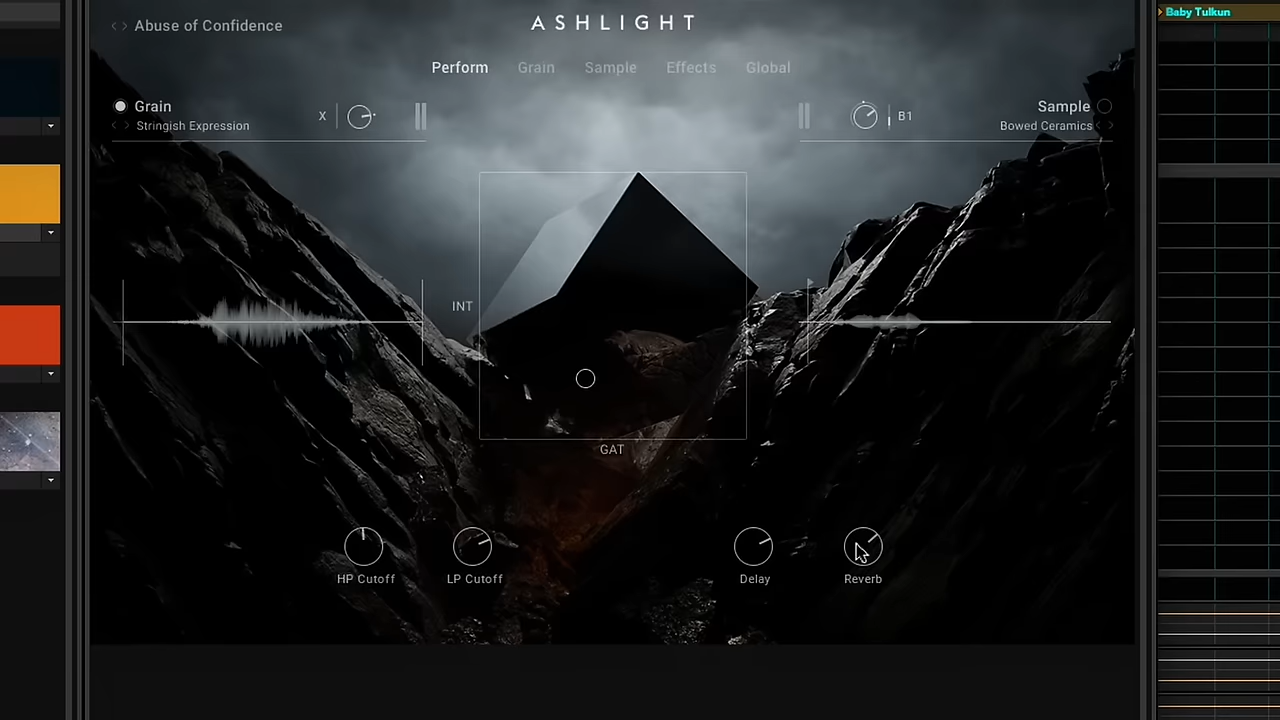 Abuse of Confidence
ASHLIGHT
Baby Tulkun
Perform
Grain
Sample
Effects
Global
Grain
Stringish Expression
X
B1
Sample
Bowed Ceramics
INT
GAT
HP Cutoff
LP Cutoff
Delay
Reverb